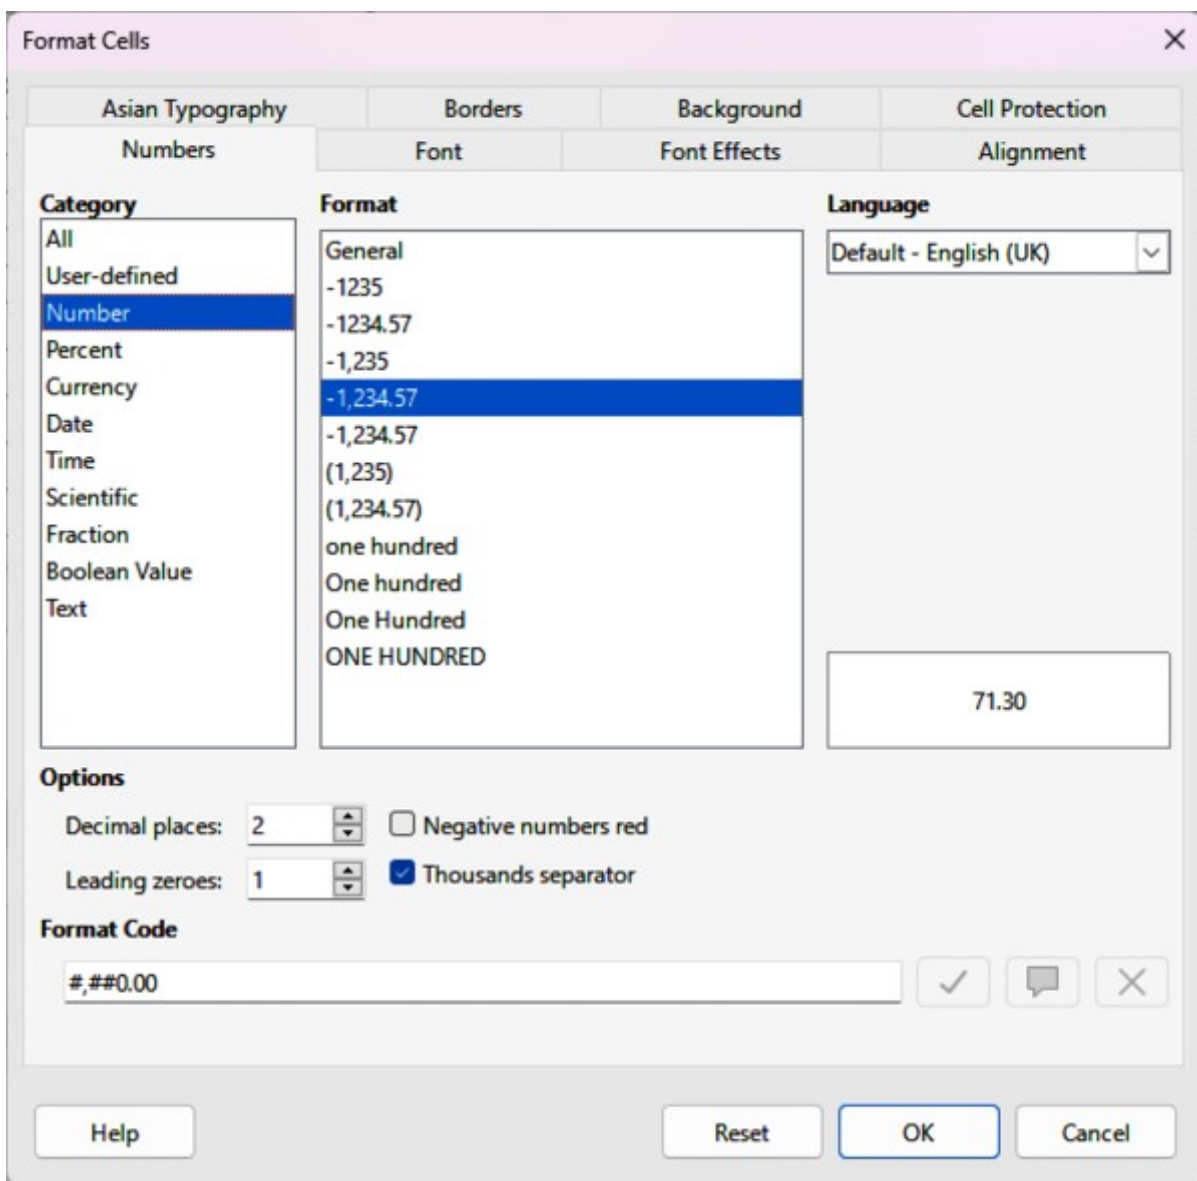 Format Cells
Asian Typography Borders Background Cell Protection
Numbers Font Font Effects Alignment
Category
All
User-defined
Number
Percent
Currency
Date
Time
Scientific
Fraction
Boolean Value
Text
Format
General
-1235
-1234.57
-1,235
-1,234.57
-1,234.57
(1,235)
(1,234.57)
one hundred
One hundred
One Hundred
ONE HUNDRED
Language
Default - English (UK)
71.30
Options
Decimal places: 2 Negative numbers red
Leading zeroes: 1 Thousands separator
Format Code
#,##0.00
Help Reset OK Cancel